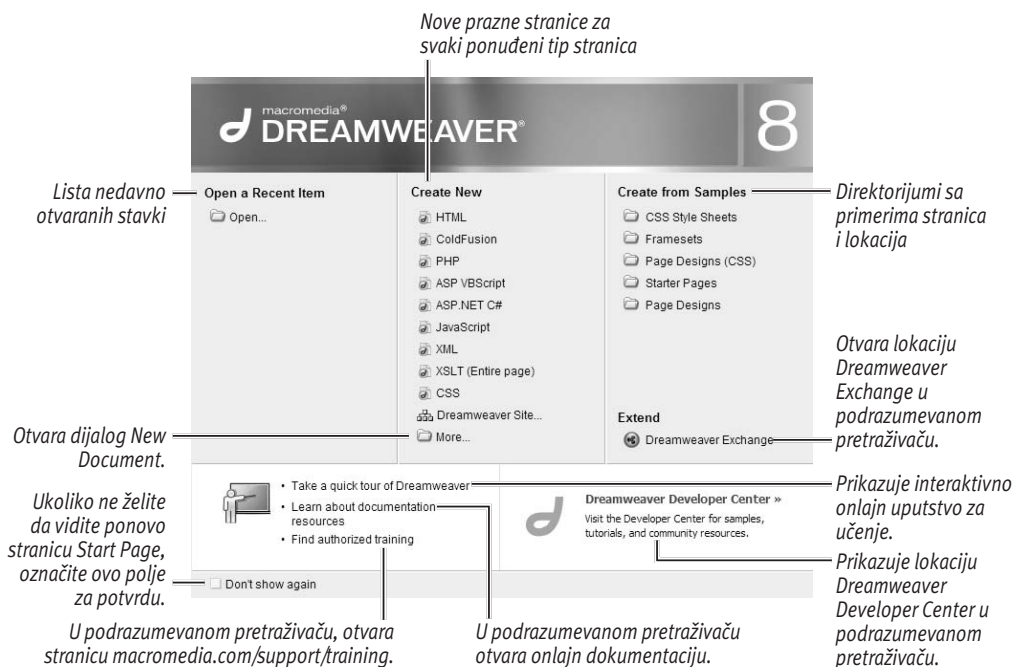 Nove prazne stranice za
svaki ponuđeni tip stranica
macromedia®
DREAMWEAVER®
8
Lista nedavno
otvaranih stavki
Open a Recent Item
Open...
Create New
HTML
ColdFusion
PHP
ASP VBScript
ASP.NET C#
JavaScript
XML
XSLT (Entire page)
CSS
Dreamweaver Site...
More...
Create from Samples
CSS Style Sheets
Framesets
Page Designs (CSS)
Starter Pages
Page Designs
Extend
Dreamweaver Exchange
Direktorijumi sa
primerima stranica
i lokacija
Otvara lokaciju
Dreamweaver
Exchange u
podrazumevanom
pretraživaču.
Otvara dijalog New
Document.
Ukoliko ne želite
da vidite ponovo
stranicu Start Page,
označite ovo polje
za potvrdu.
• Take a quick tour of Dreamweaver
• Learn about documentation
resources
• Find authorized training
Dreamweaver Developer Center »
Visit the Developer Center for samples,
tutorials, and community resources.
Don't show again
Prikazuje interaktivno
onlajn uputstvo za
učenje.
Prikazuje lokaciju
Dreamweaver
Developer Center u
podrazumevanom
pretraživaču.
U podrazumevanom pretraživaču, otvara
stranicu macromedia.com/support/training.
U podrazumevanom pretraživaču
otvara onlajn dokumentaciju.